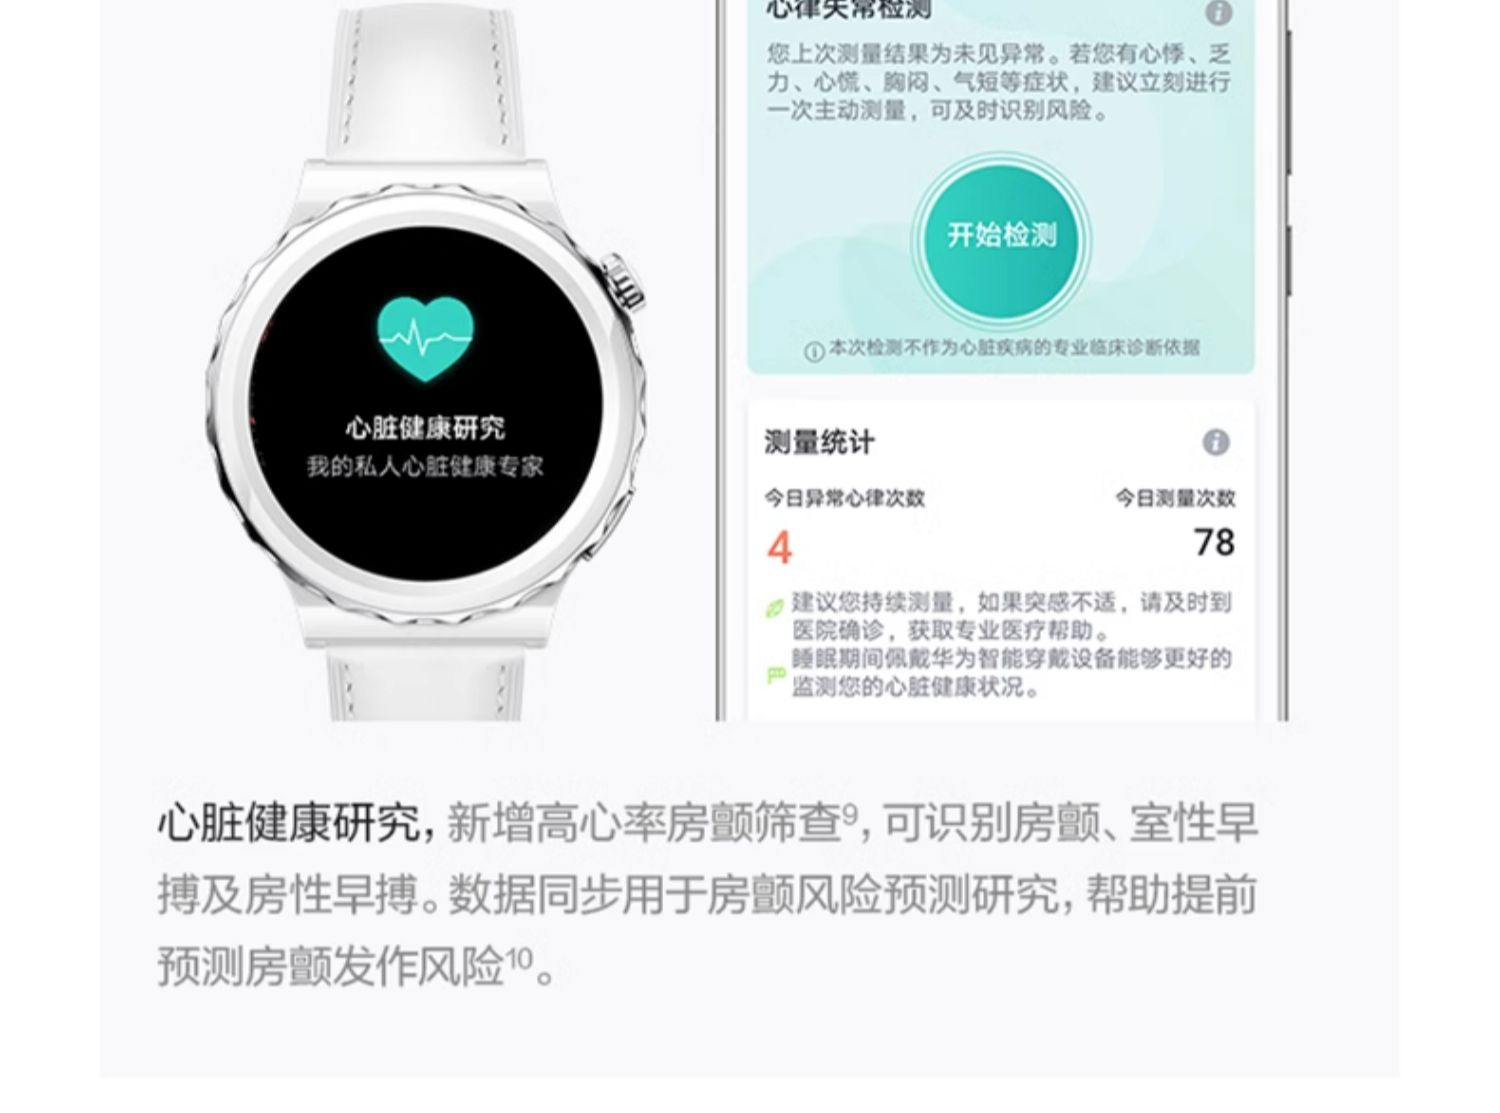 心脏健康研究
我的私人心脏健康专家
心律失常检测
您上次测量结果为未见异常。若您有心悸、乏
力、心慌、胸闷、气短等症状，建议立刻进行
一次主动测量，可及时识别风险。
开始检测
本次检测不作为心脏疾病的专业临床诊断依据
测量统计
今日异常心律次数 今日测量次数
4 78
建议您持续测量，如果突感不适，请及时到
医院确诊，获取专业医疗帮助。
睡眠期间佩戴华为智能穿戴设备能够更好的
监测您的心脏健康状况。
心脏健康研究，新增高心率房颤筛查9，可识别房颤、室性早
搏及房性早搏。数据同步用于房颤风险预测研究，帮助提前
预测房颤发作风险10。